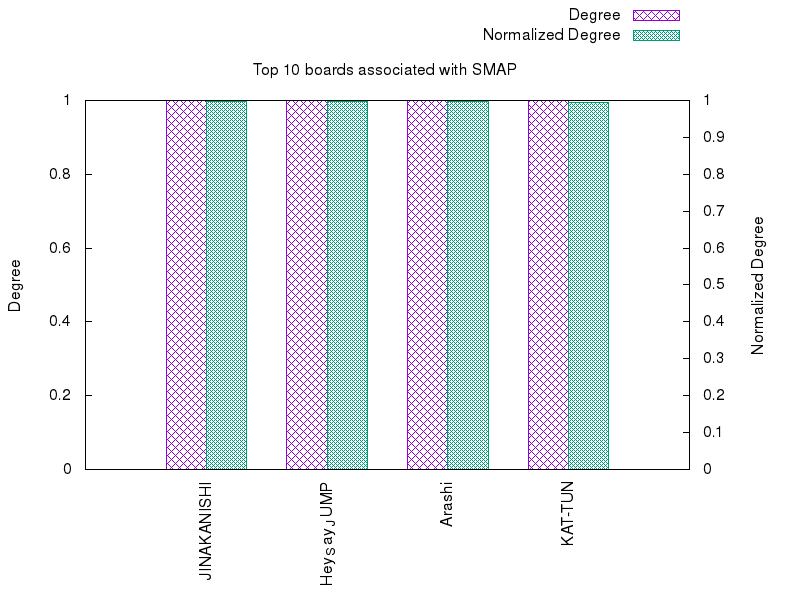 Degree
Normalized Degree
Top 10 boards associated with SMAP
1
0.8
0.6
0.4
0.2
0
Degree
1
0.9
0.8
0.7
0.6
0.5
0.4
0.3
0.2
0.1
0
Normalized Degree
JINAKANISHI
HeySayJUMP
Arashi
KAT-TUN